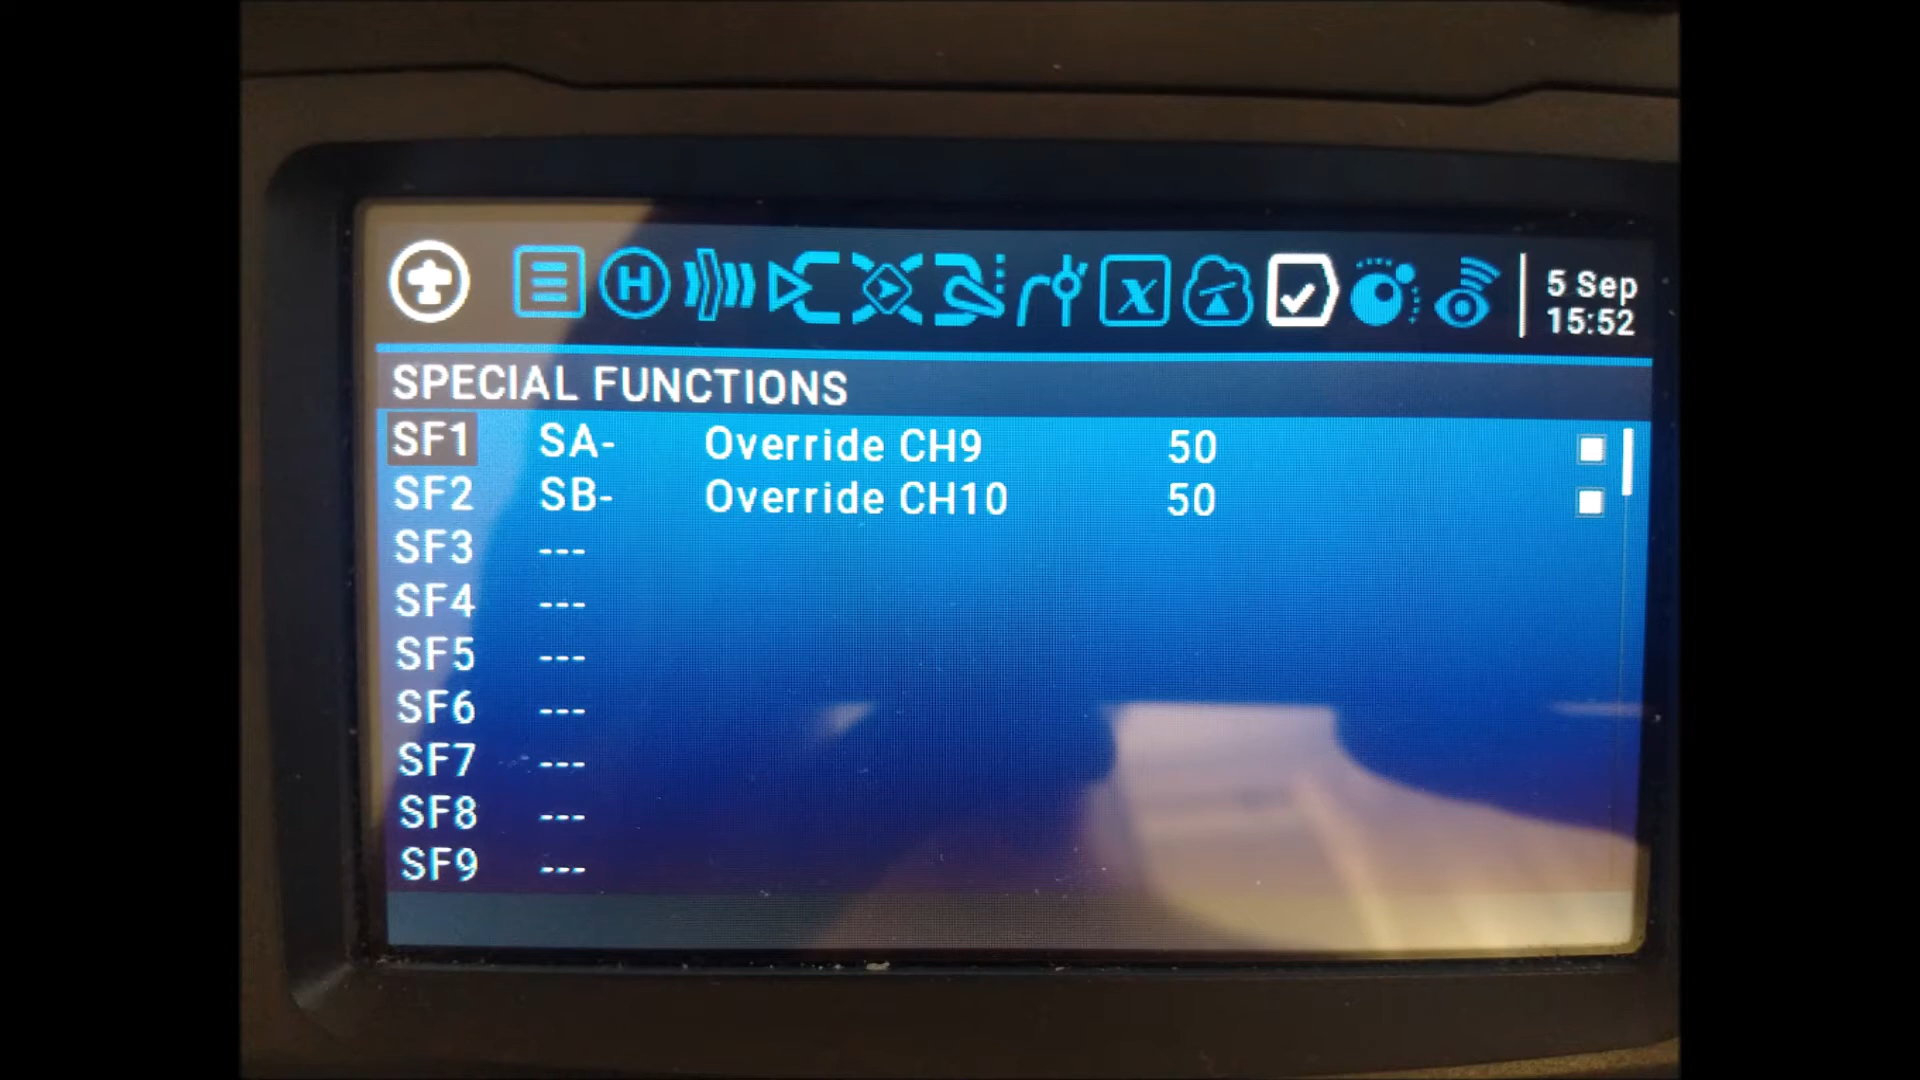 H x 5 Sep
15:52
SPECIAL FUNCTIONS
SF1 SA- Override CH9 50
SF2 SB- Override CH10 50
SF3 ---
SF4 ---
SF5 ---
SF6 ---
SF7 ---
SF8 ---
SF9 ---